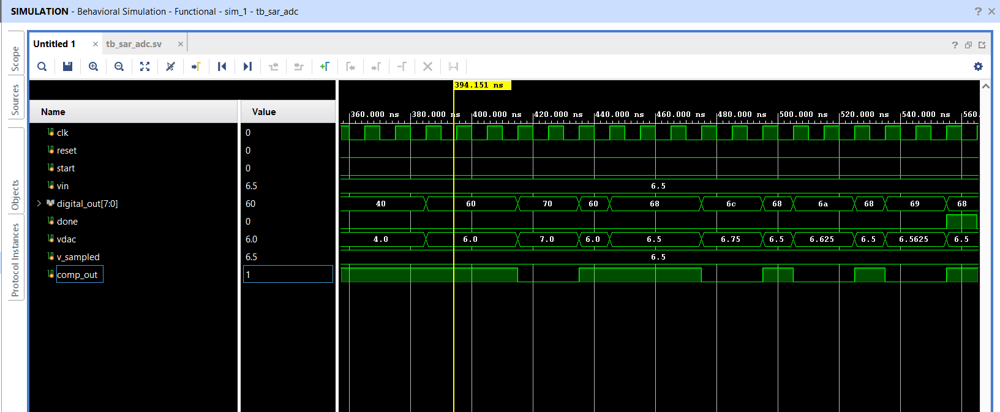 SIMULATION - Behavioral Simulation - Functional - sim_1 - tb_sar_adc
Scope
Sources
Objects
Protocol Instances
Untitled 1
tb_sar_adc.sv
394.151 ns
Name Value
360.000 ns 380.000 ns 400.000 ns 420.000 ns 440.000 ns 460.000 ns 480.000 ns 500.000 ns 520.000 ns 540.000 ns 560.
clk 0
reset 0
start 0
vin 6.5 6.5
digital_out[7:0] 60 40 60 70 60 68 6c 68 6a 68 69 68
done 0
vdac 6.0 4.0 6.0 7.0 6.0 6.5 6.75 6.5 6.625 6.5 6.5625 6.5
v_sampled 6.5 6.5
comp_out 1